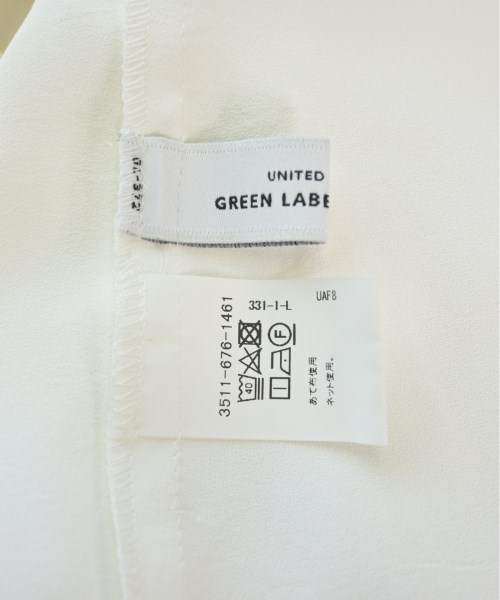 UNITED
GREEN LABE
UAF8
331-1-L
3511-676-1461
40
F
あて布使用
ネット使用。